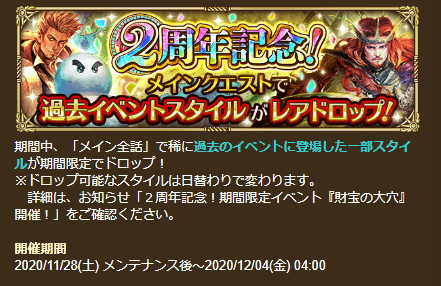 2周年記念！
メインクエストで
過去イベントスタイルがレアドロップ！
期間中、「メイン全話」で稀に過去のイベントに登場した一部スタイ
ルが期間限定でドロップ！
※ドロップ可能なスタイルは日替わりで変わります。
詳細は、お知らせ「２周年記念！期間限定イベント『財宝の大穴』
開催！」をご確認ください。
開催期間
2020/11/28(土) メンテナンス後～2020/12/04(金) 04:00